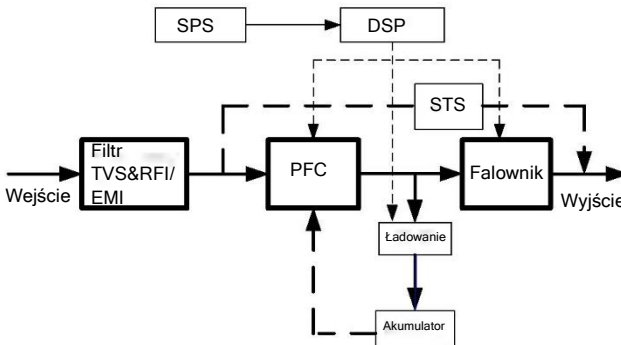 SPS
DSP
STS
Filtr
TVS&RFI/
EMI
PFC
Falownik
Wejście
Wyjście
Ładowanie
Akumulator